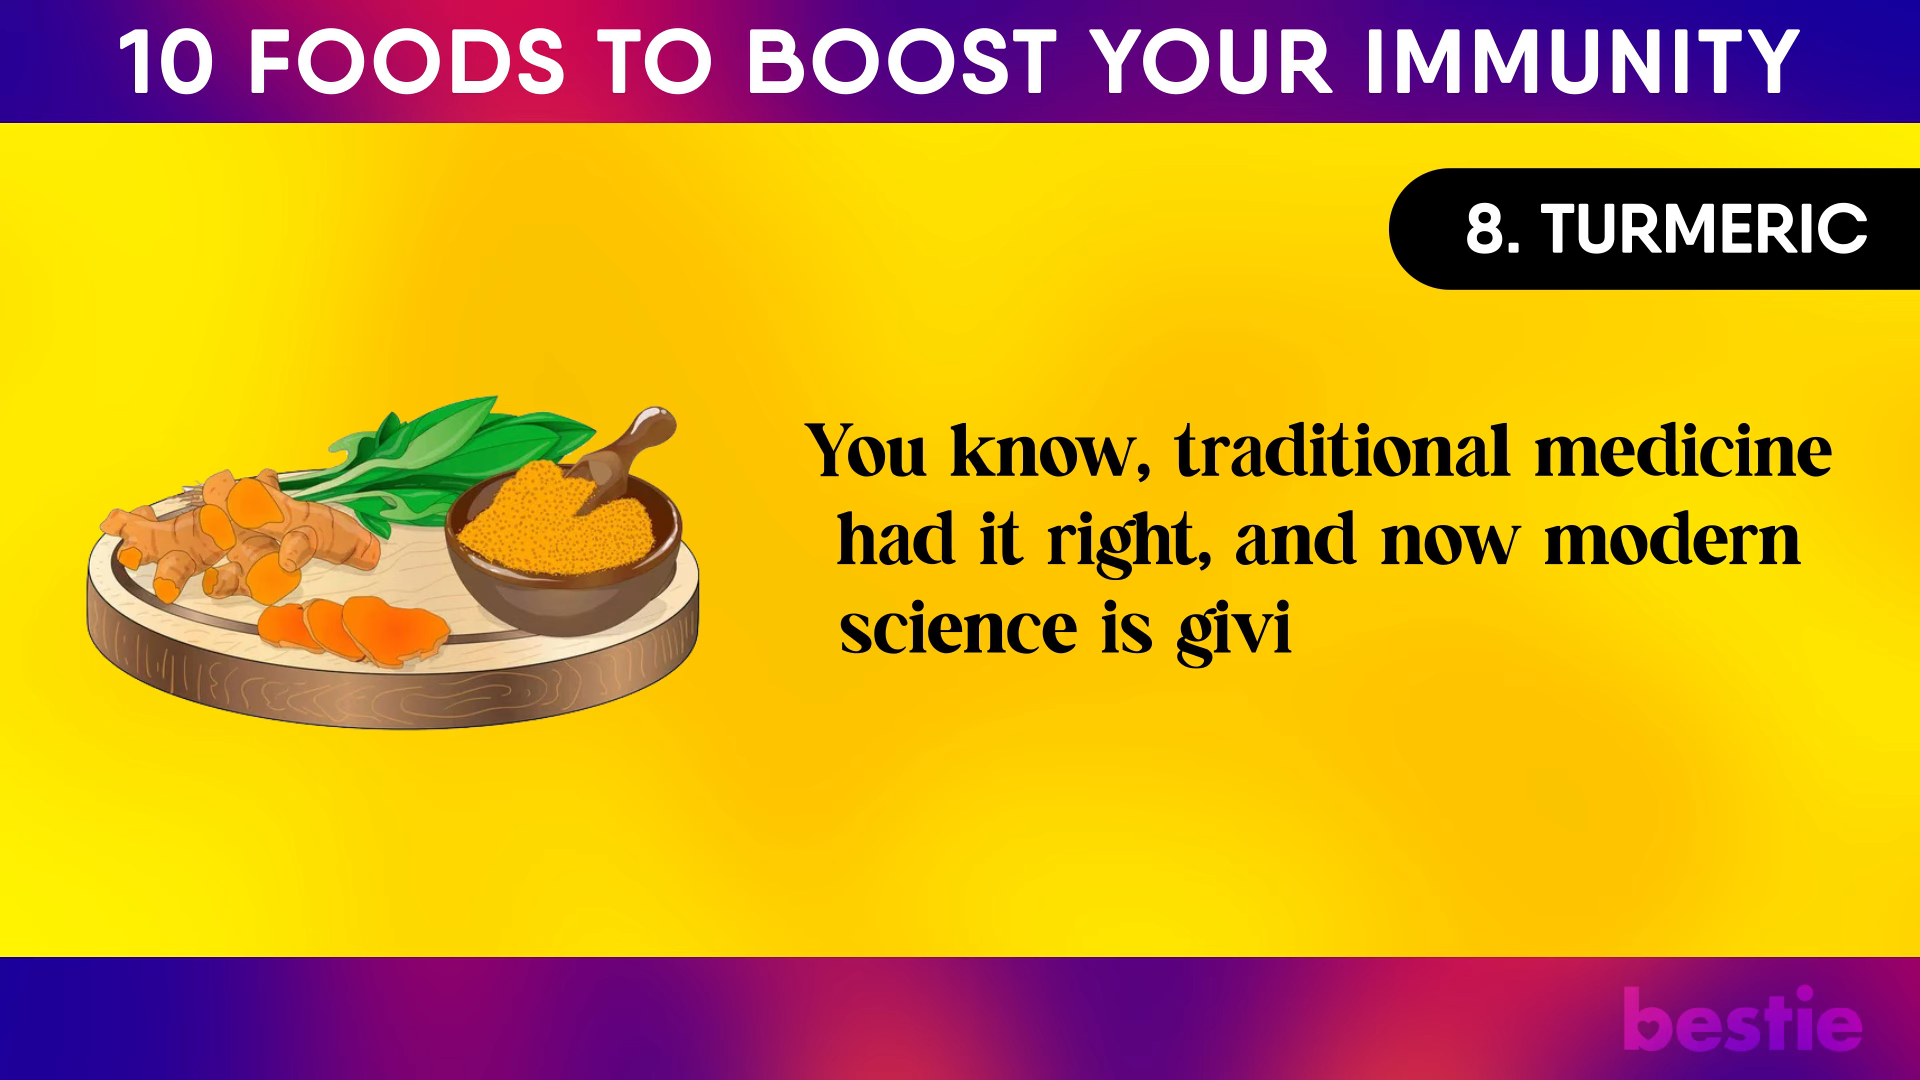 10 FOODS TO BOOST YOUR IMMUNITY
8. TURMERIC
You know, traditional medicine
had it right, and now modern
science is givi
bestie